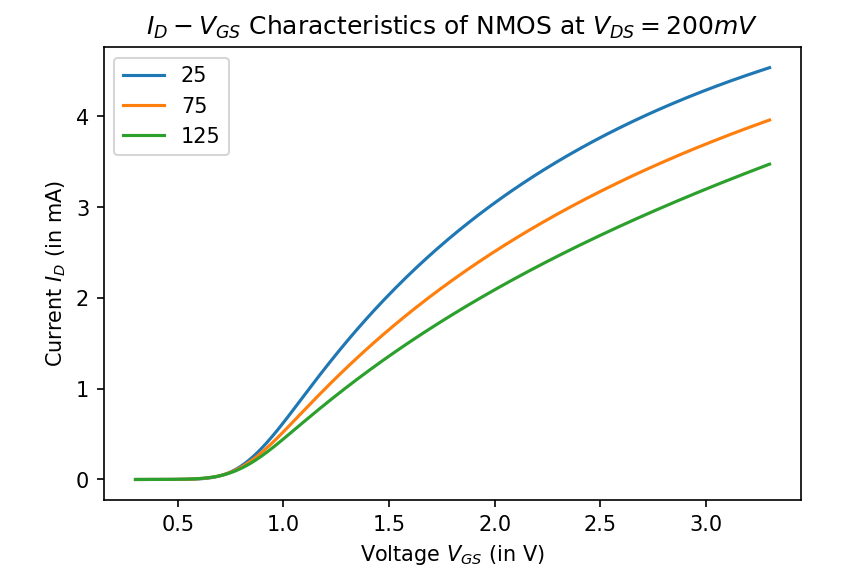 I_D − V_GS Characteristics of NMOS at V_DS = 200mV
25
75
125
4
3
2
1
0
Current I_D (in mA)
0.5 1.0 1.5 2.0 2.5 3.0
Voltage V_GS (in V)